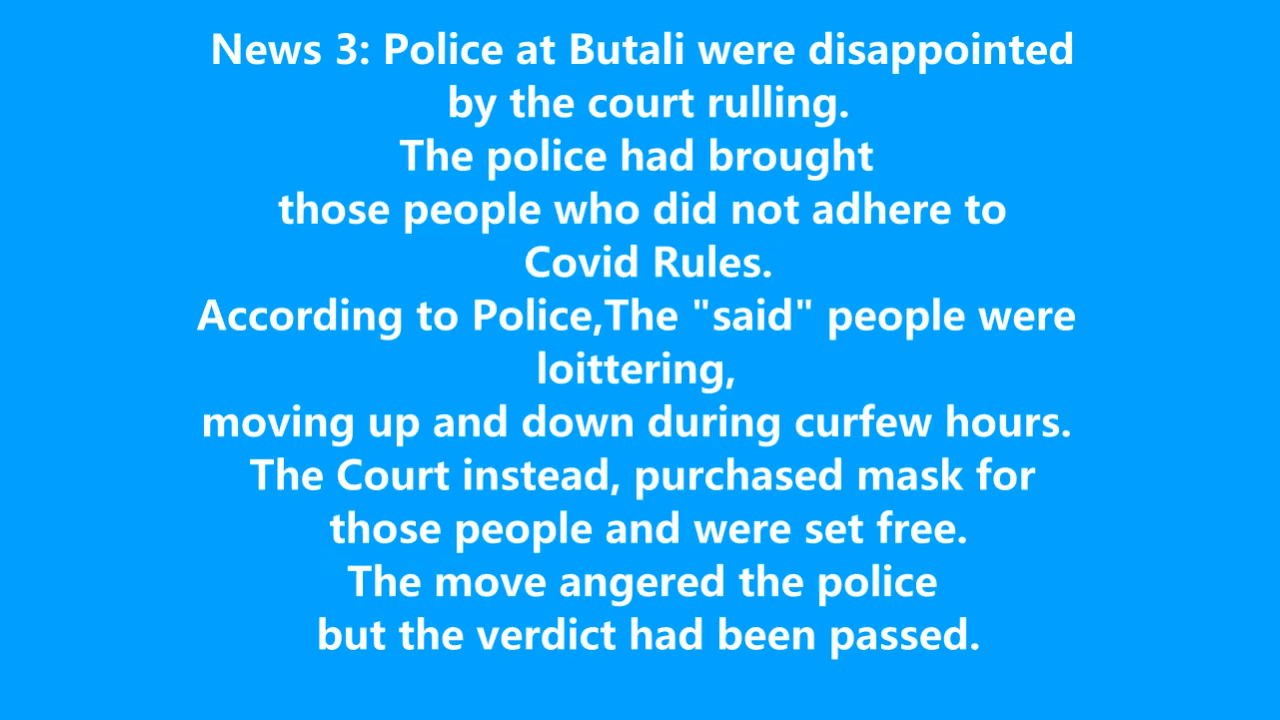 News 3: Police at Butali were disappointed
by the court rulling.
The police had brought
those people who did not adhere to
Covid Rules.
According to Police,The "said" people were
loittering,
moving up and down during curfew hours.
The Court instead, purchased mask for
those people and were set free.
The move angered the police
but the verdict had been passed.